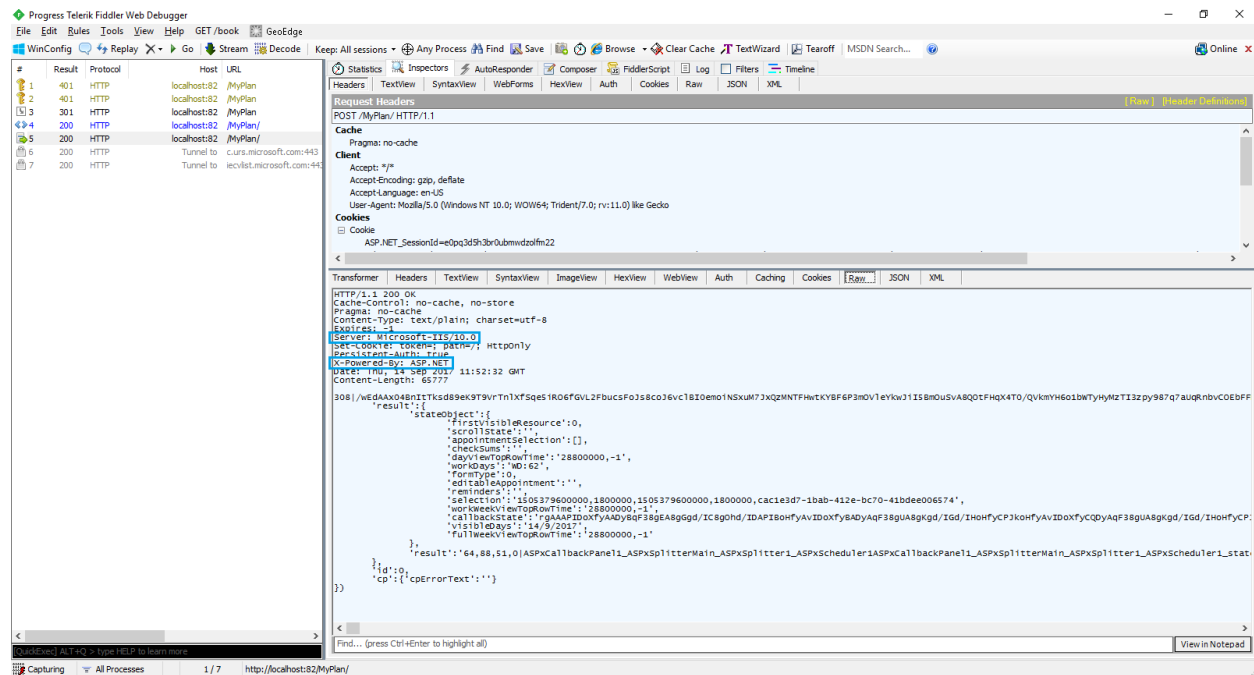 Progress Telerik Fiddler Web Debugger
File Edit Rules Tools View Help GET /book GeoEdge
WinConfig Replay Go Stream Decode Keep: All sessions Any Process Find Save Browse Clear Cache TextWizard Tearoff MSDN Search... Online
# Result Protocol Host URL
1 401 HTTP localhost:82 /MyPlan
2 401 HTTP localhost:82 /MyPlan
3 301 HTTP localhost:82 /MyPlan
4 200 HTTP localhost:82 /MyPlan/
5 200 HTTP localhost:82 /MyPlan/
6 200 HTTP Tunnel to c.urs.microsoft.com:443
7 200 HTTP Tunnel to iecvlist.microsoft.com:443
Statistics Inspectors AutoResponder Composer FiddlerScript Log Filters Timeline
Headers TextView SyntaxView WebForms HexView Auth Cookies Raw JSON XML
Request Headers [Raw] [Header Definitions]
POST /MyPlan/ HTTP/1.1
Cache
Pragma: no-cache
Client
Accept: */*
Accept-Encoding: gzip, deflate
Accept-Language: en-US
User-Agent: Mozilla/5.0 (Windows NT 10.0; WOW64; Trident/7.0; rv:11.0) like Gecko
Cookies
Cookie
ASP.NET_SessionId=e0pq3d5h3br0ubmwdzolfm22
Transformer Headers TextView SyntaxView ImageView HexView WebView Auth Caching Cookies Raw JSON XML
HTTP/1.1 200 OK
Cache-Control: no-cache, no-store
Pragma: no-cache
Content-Type: text/plain; charset=utf-8
Expires: -1
Server: Microsoft-IIS/10.0
Set-Cookie: token=; path=/; HttpOnly
Persistent-Auth: true
X-Powered-By: ASP.NET
Date: Thu, 14 Sep 2017 11:52:32 GMT
Content-Length: 65777
'result':{
'stateObject':{
'firstVisibleResource':0,
'scrollState':'',
'appointmentSelection':[],
'checkSums':'',
'dayViewTopRowTime':'28800000,-1',
'workDays':'WD:62',
'formType':0,
'editableAppointment':'',
'reminders':'',
'selection':'1505379600000,1800000,1505379600000,1800000,cac1e3d7-1bab-412e-bc70-41bdee006574',
'workWeekViewTopRowTime':'28800000,-1',
'visibleDays':'14/9/2017',
'fullWeekViewTopRowTime':'28800000,-1'
},
'result':'64,88,51,0|ASPxCallbackPanel1_ASPxSplitterMain_ASPxSplitter1_ASPxScheduler1ASPxCallbackPanel1_ASPxSplitterMain_ASPxSplitter1_ASPxScheduler1_stat
},
'id':0,
'cp':{'cpErrorText':''}
})
Find... (press Ctrl+Enter to highlight all) View in Notepad
[QuickExec] ALT+Q > type HELP to learn more
Capturing All Processes 1 / 7 http://localhost:82/MyPlan/